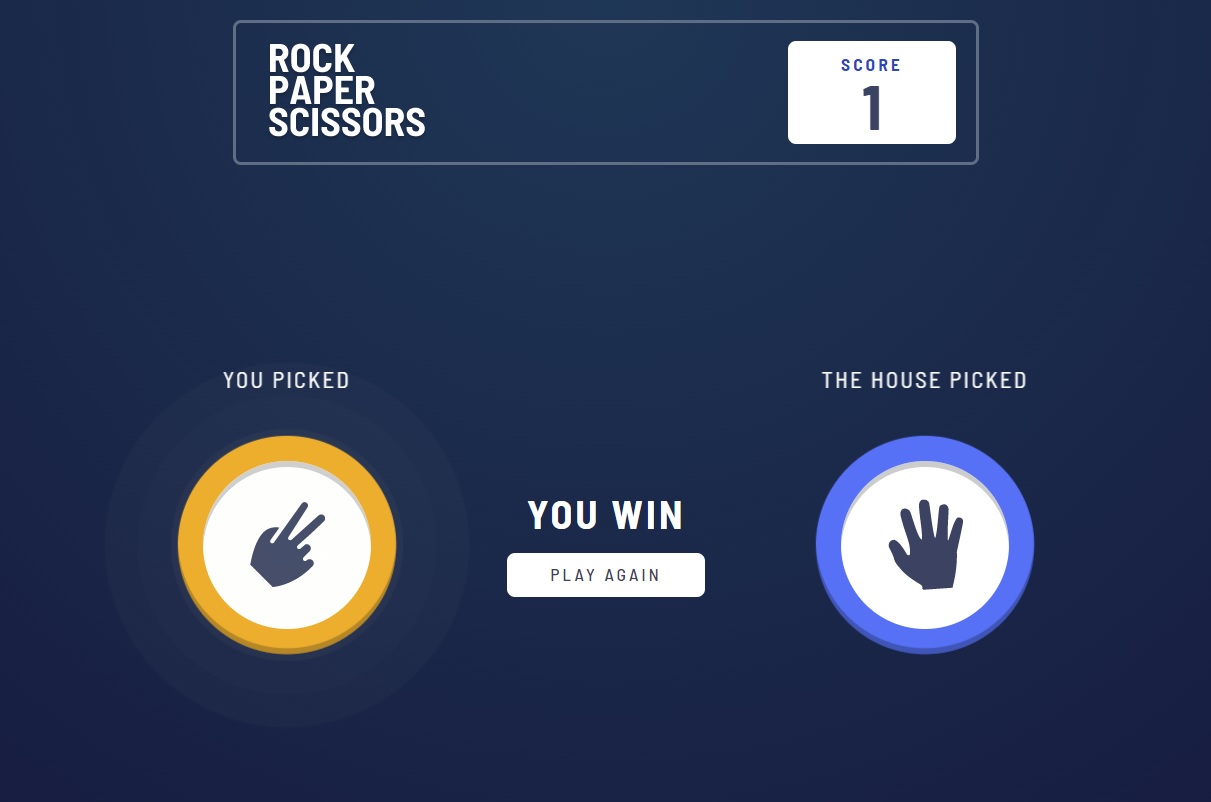 ROCK
PAPER
SCISSORS
SCORE
1
YOU PICKED
THE HOUSE PICKED
YOU WIN
PLAY AGAIN